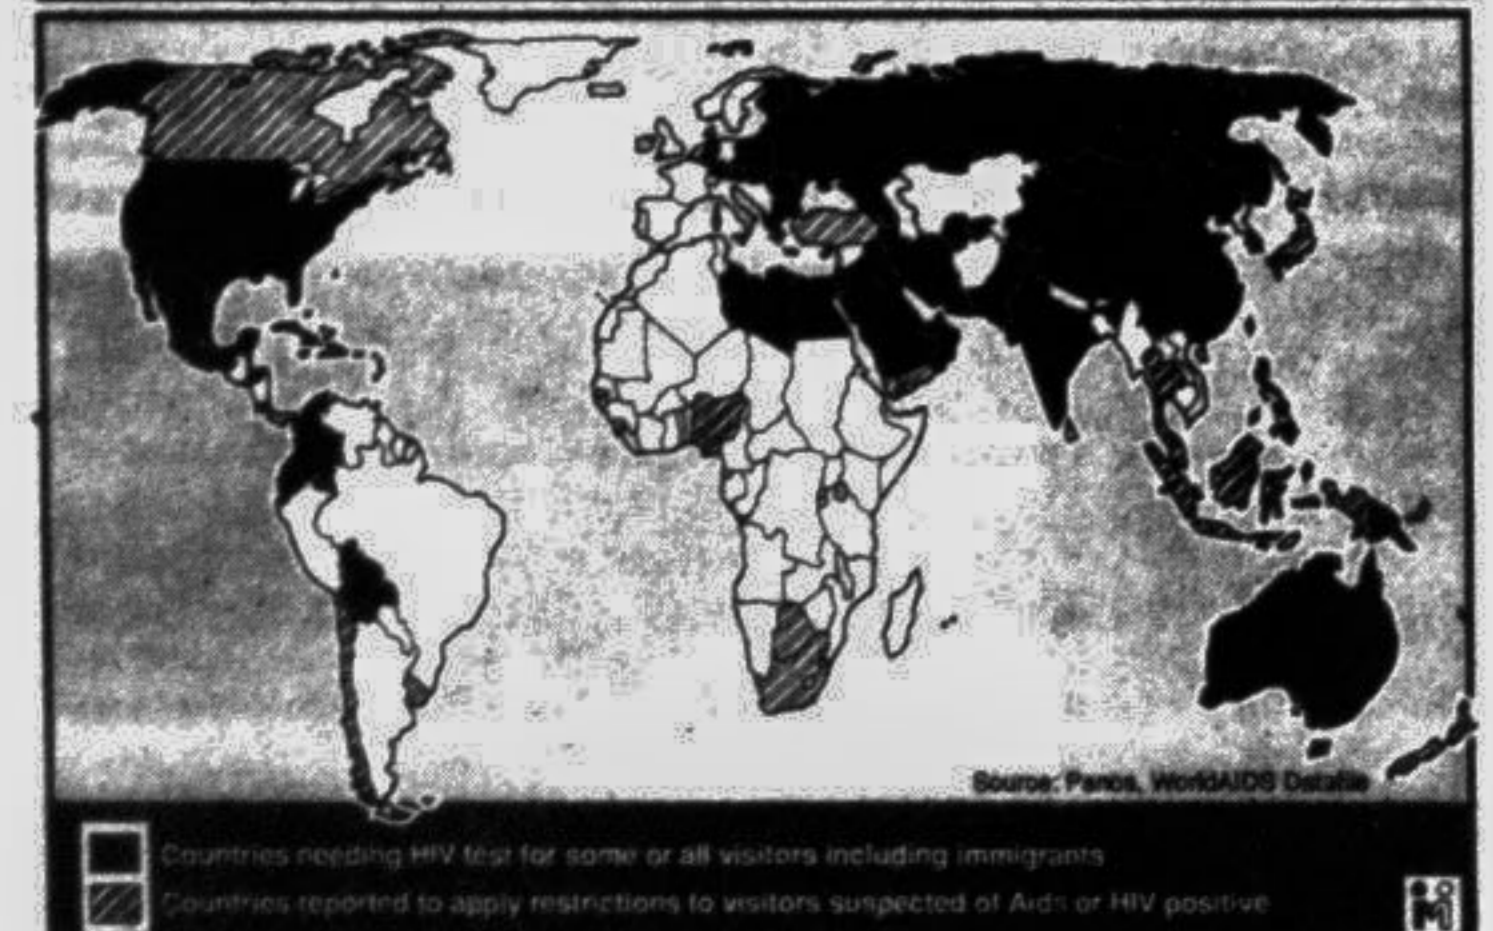 Source: Panos, WorldAIDS Datafile
Countries needing HIV test for some or all visitors including immigrants
Countries reported to apply restrictions to visitors suspected of Aids or HIV positive